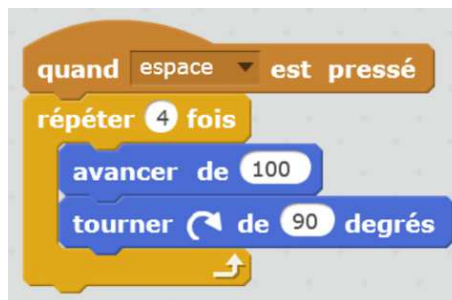 quand espace est pressé
répéter 4 fois
avancer de 100
tourner de 90 degrés